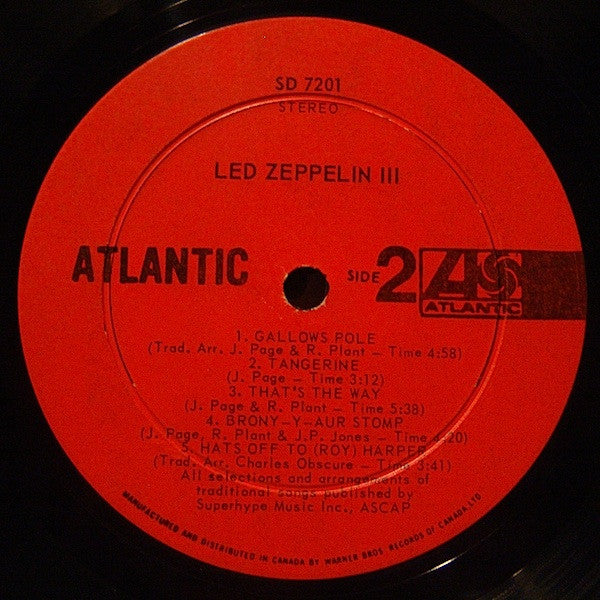 SD 7201
STEREO
LED ZEPPELIN III
ATLANTIC
SIDE 2
ATLANTIC
1. GALLOWS POLE
(Trad. Arr. J. Page & R. Plant — Time 4:58)
2. TANGERINE
(J. Page — Time 3:12)
3. THAT'S THE WAY
(J. Page & R. Plant — Time 5:38)
4. BRONY-Y-AUR STOMP
(J. Page, R. Plant & J.P. Jones — Time 4:20)
5. HATS OFF TO (ROY) HARPER
(Trad. Arr. Charles Obscure — Time 3:41)
All selections and arrangements of
traditional songs published by
Superhype Music Inc., ASCAP
MANUFACTURED AND DISTRIBUTED IN CANADA BY WARNER BROS. RECORDS OF CANADA, LTD